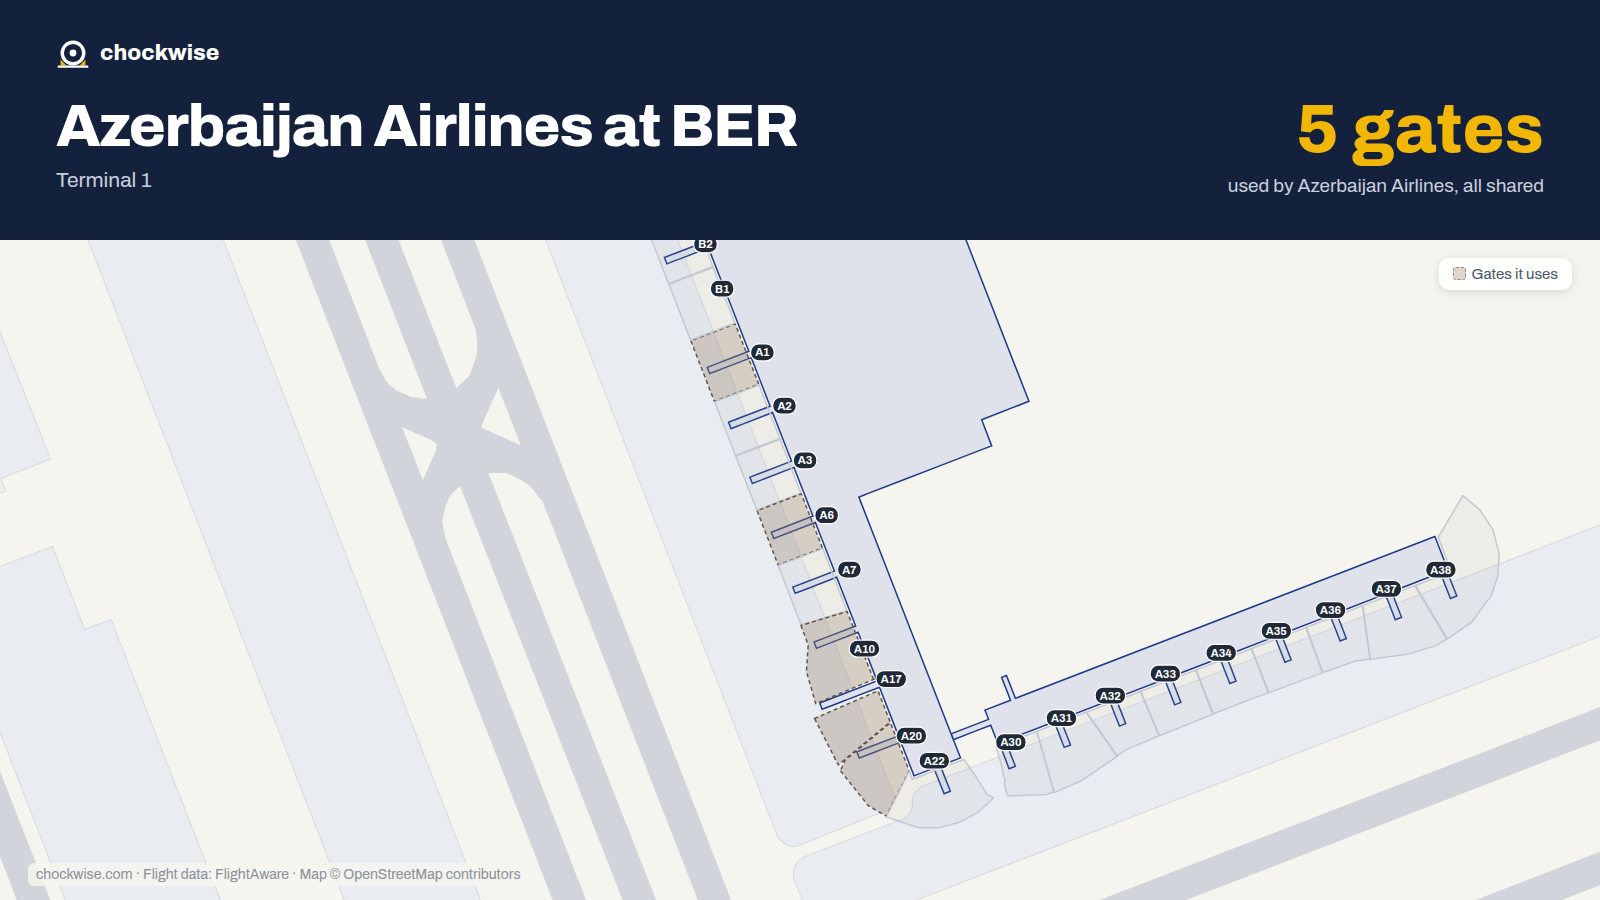 chockwise
Azerbaijan Airlines at BER
Terminal 1
5 gates
used by Azerbaijan Airlines, all shared
Gates it uses
B2
B1
A1
A2
A3
A6
A7
A10
A17
A20
A22
A30
A31
A32
A33
A34
A35
A36
A37
A38
chockwise.com · Flight data: FlightAware · Map © OpenStreetMap contributors